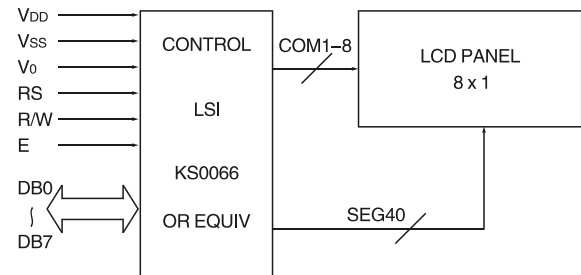 VDD
VSS
V0
RS
R/W
E
DB0
~
DB7
CONTROL
LSI
KS0066
OR EQUIV
COM1–8
SEG40
LCD PANEL
8 x 1